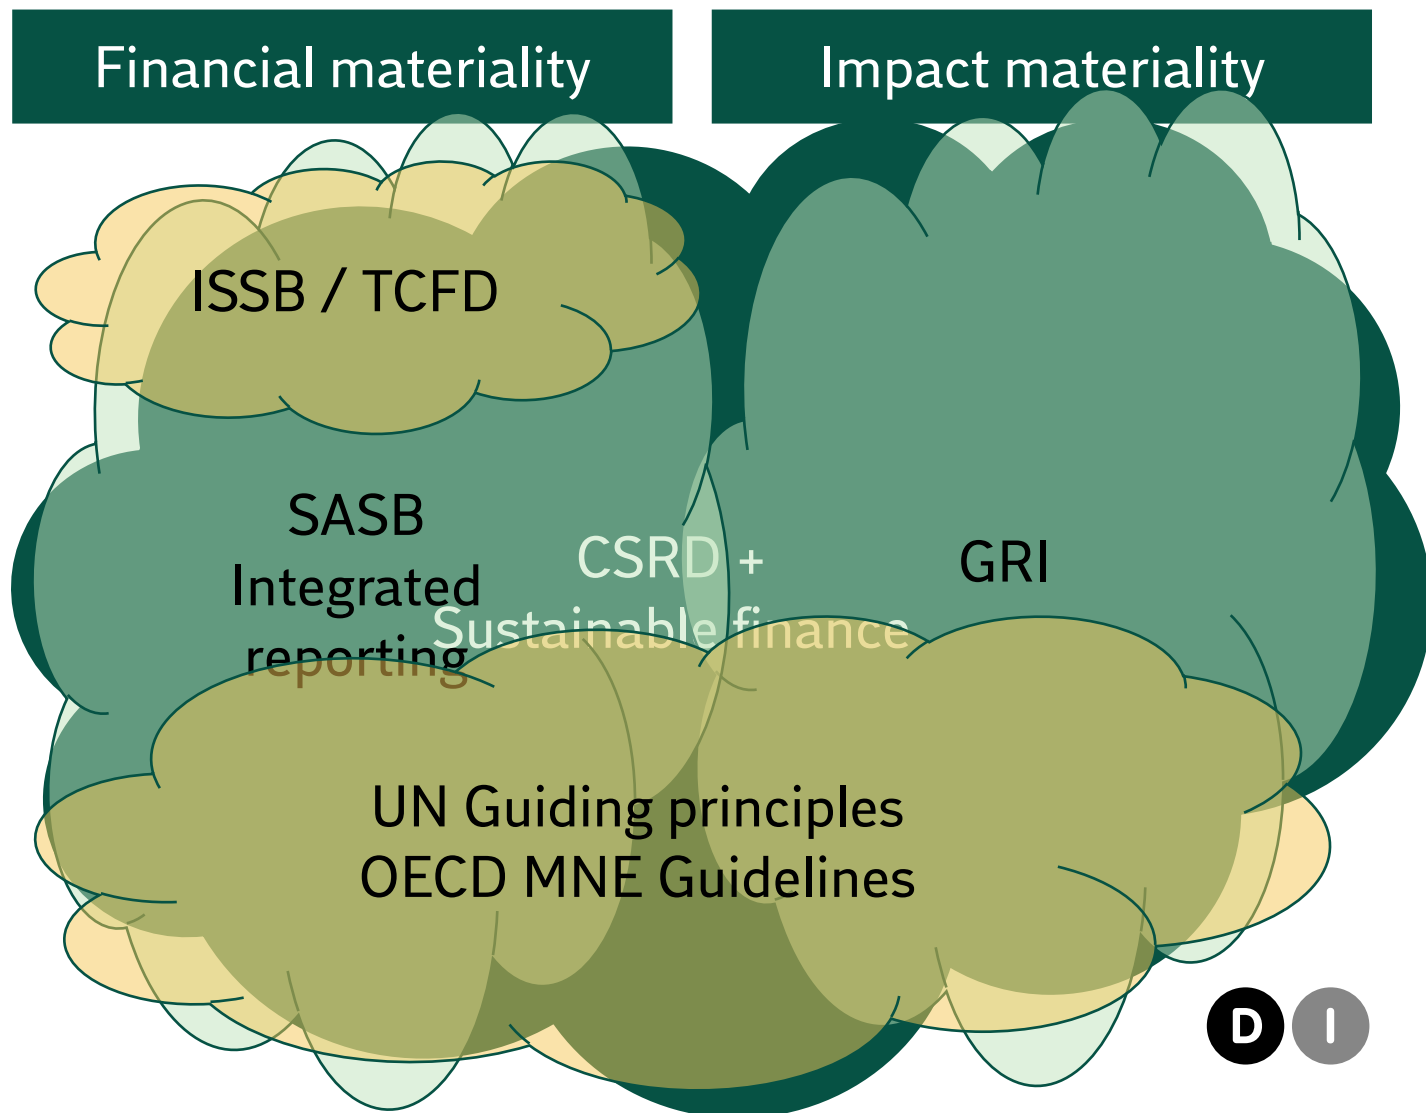 Financial materiality
Impact materiality
ISSB / TCFD
SASB
Integrated
reporting
CSRD +
Sustainable finance
GRI
UN Guiding principles
OECD MNE Guidelines
D I